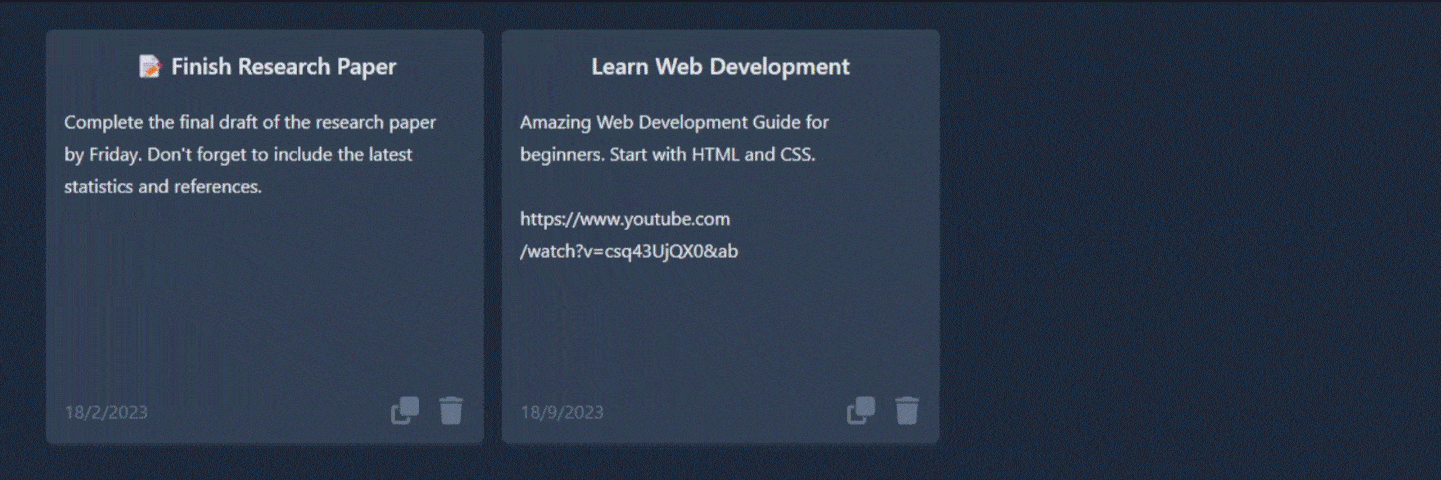 📝 Finish Research Paper
Complete the final draft of the research paper
by Friday. Don't forget to include the latest
statistics and references.
18/2/2023
Learn Web Development
Amazing Web Development Guide for
beginners. Start with HTML and CSS.
https://www.youtube.com
/watch?v=csq43UjQX0&ab
18/9/2023